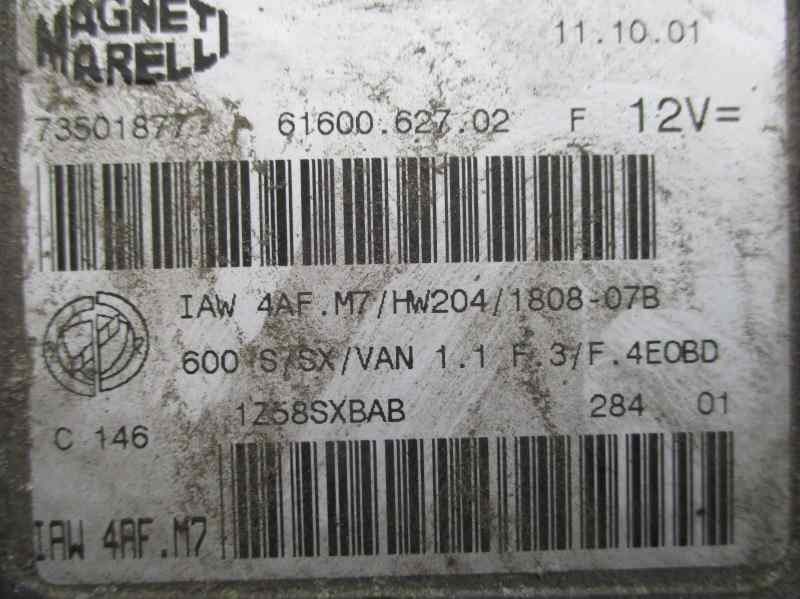 MAGNETI
MARELLI
11.10.01
73501877 61600.627.02 F 12V=
IAW 4AF.M7/HW204/1808-07B
600 S/SX/VAN 1.1 F.3/F.4EOBD
1Z58SXBAB 284 01
C 146
IAW 4AF.M7